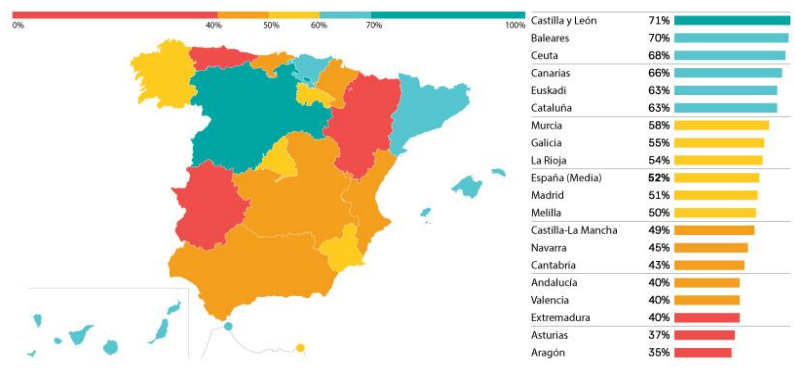 0% 40% 50% 60% 70% 100%
Castilla y León 71%
Baleares 70%
Ceuta 68%
Canarias 66%
Euskadi 63%
Cataluña 63%
Murcia 58%
Galicia 55%
La Rioja 54%
España (Media) 52%
Madrid 51%
Melilla 50%
Castilla-La Mancha 49%
Navarra 45%
Cantabria 43%
Andalucía 40%
Valencia 40%
Extremadura 40%
Asturias 37%
Aragón 35%